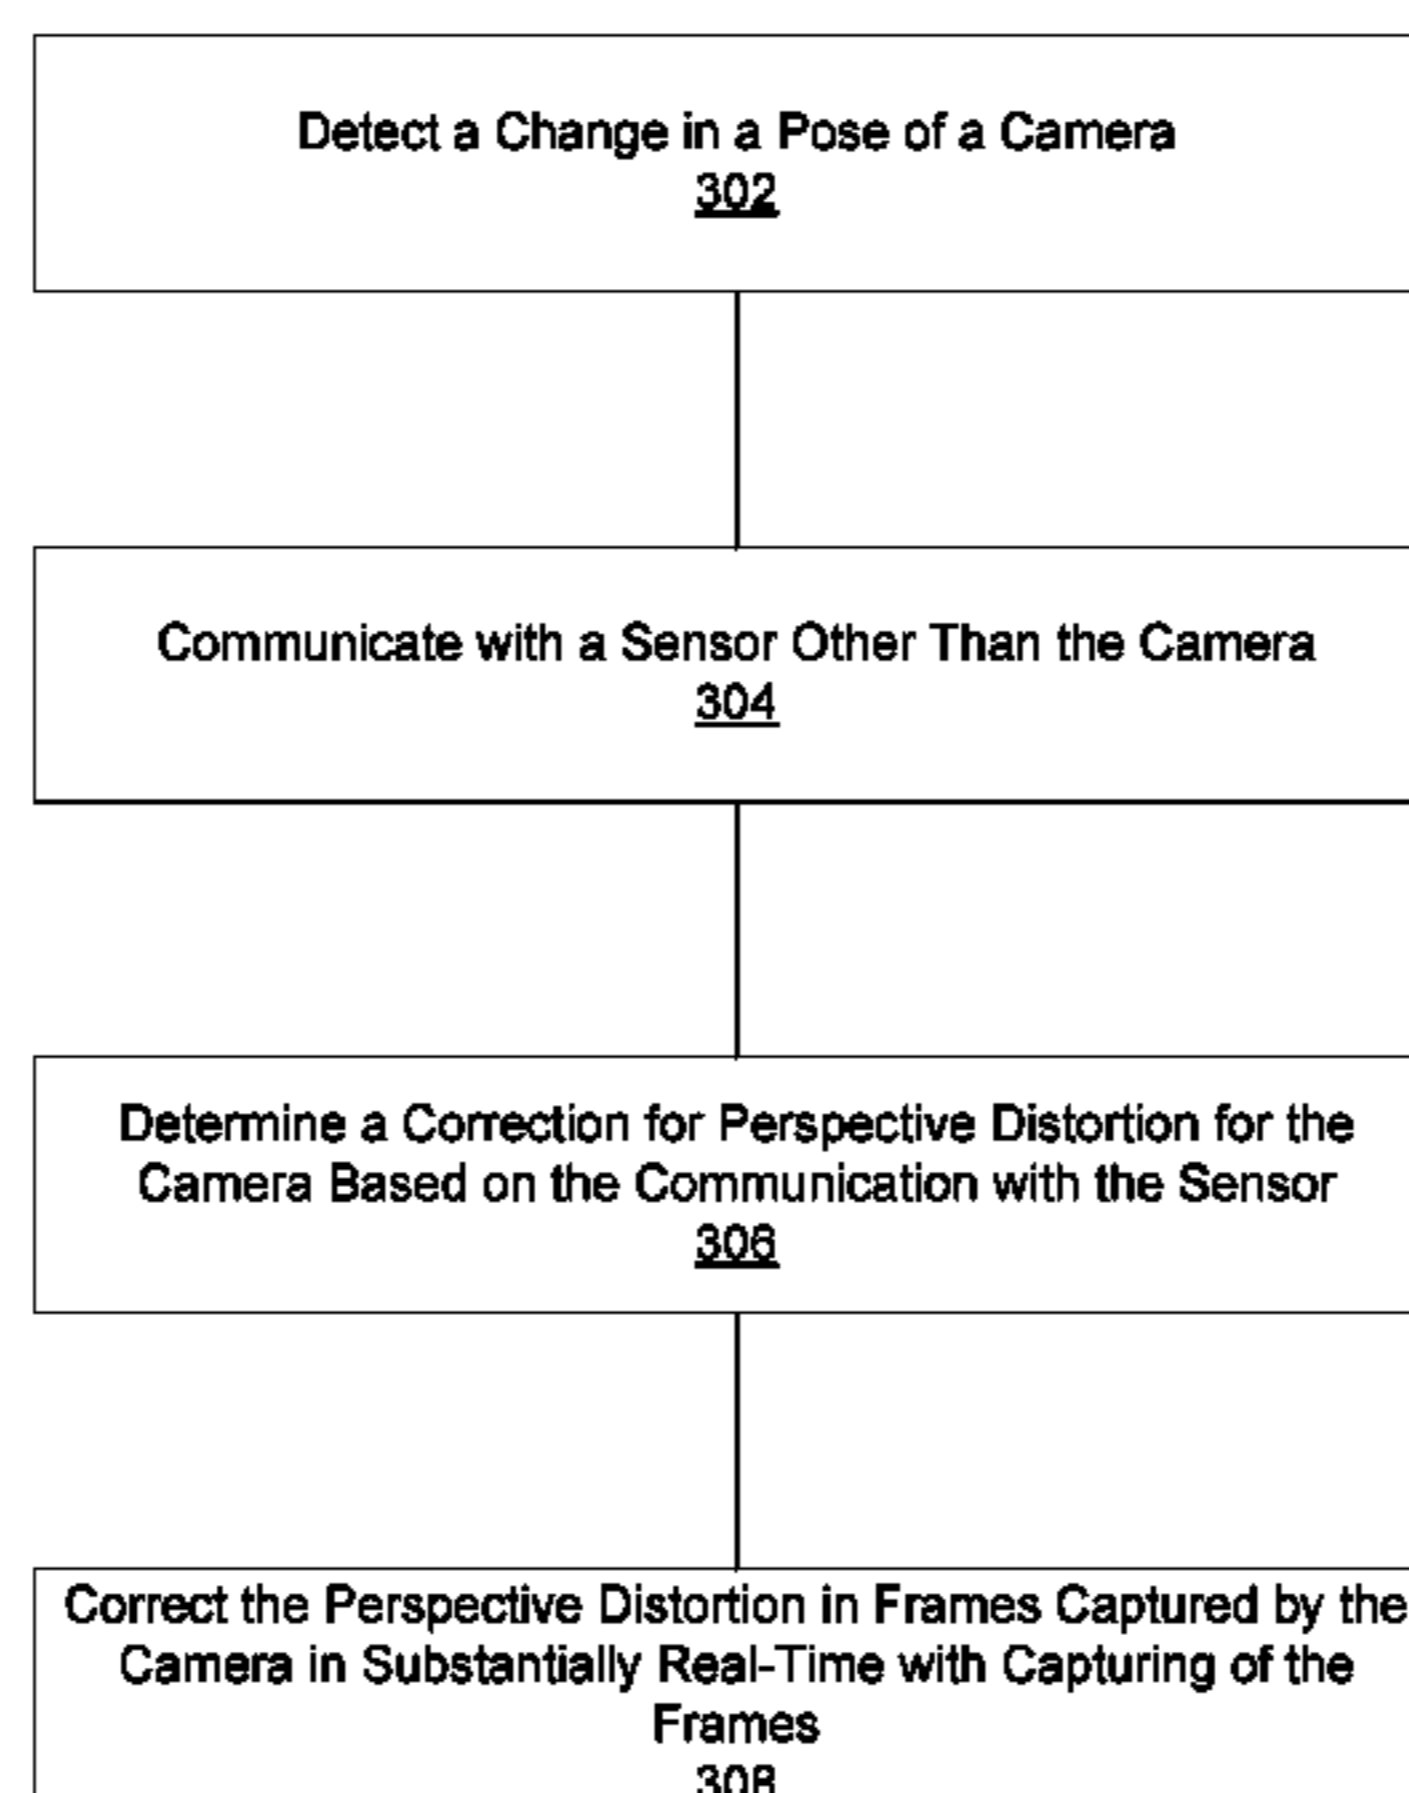 Detect a Change in a Pose of a Camera
302
Communicate with a Sensor Other Than the Camera
304
Determine a Correction for Perspective Distortion for the
Camera Based on the Communication with the Sensor
306
Correct the Perspective Distortion in Frames Captured by the
Camera in Substantially Real-Time with Capturing of the
Frames
308